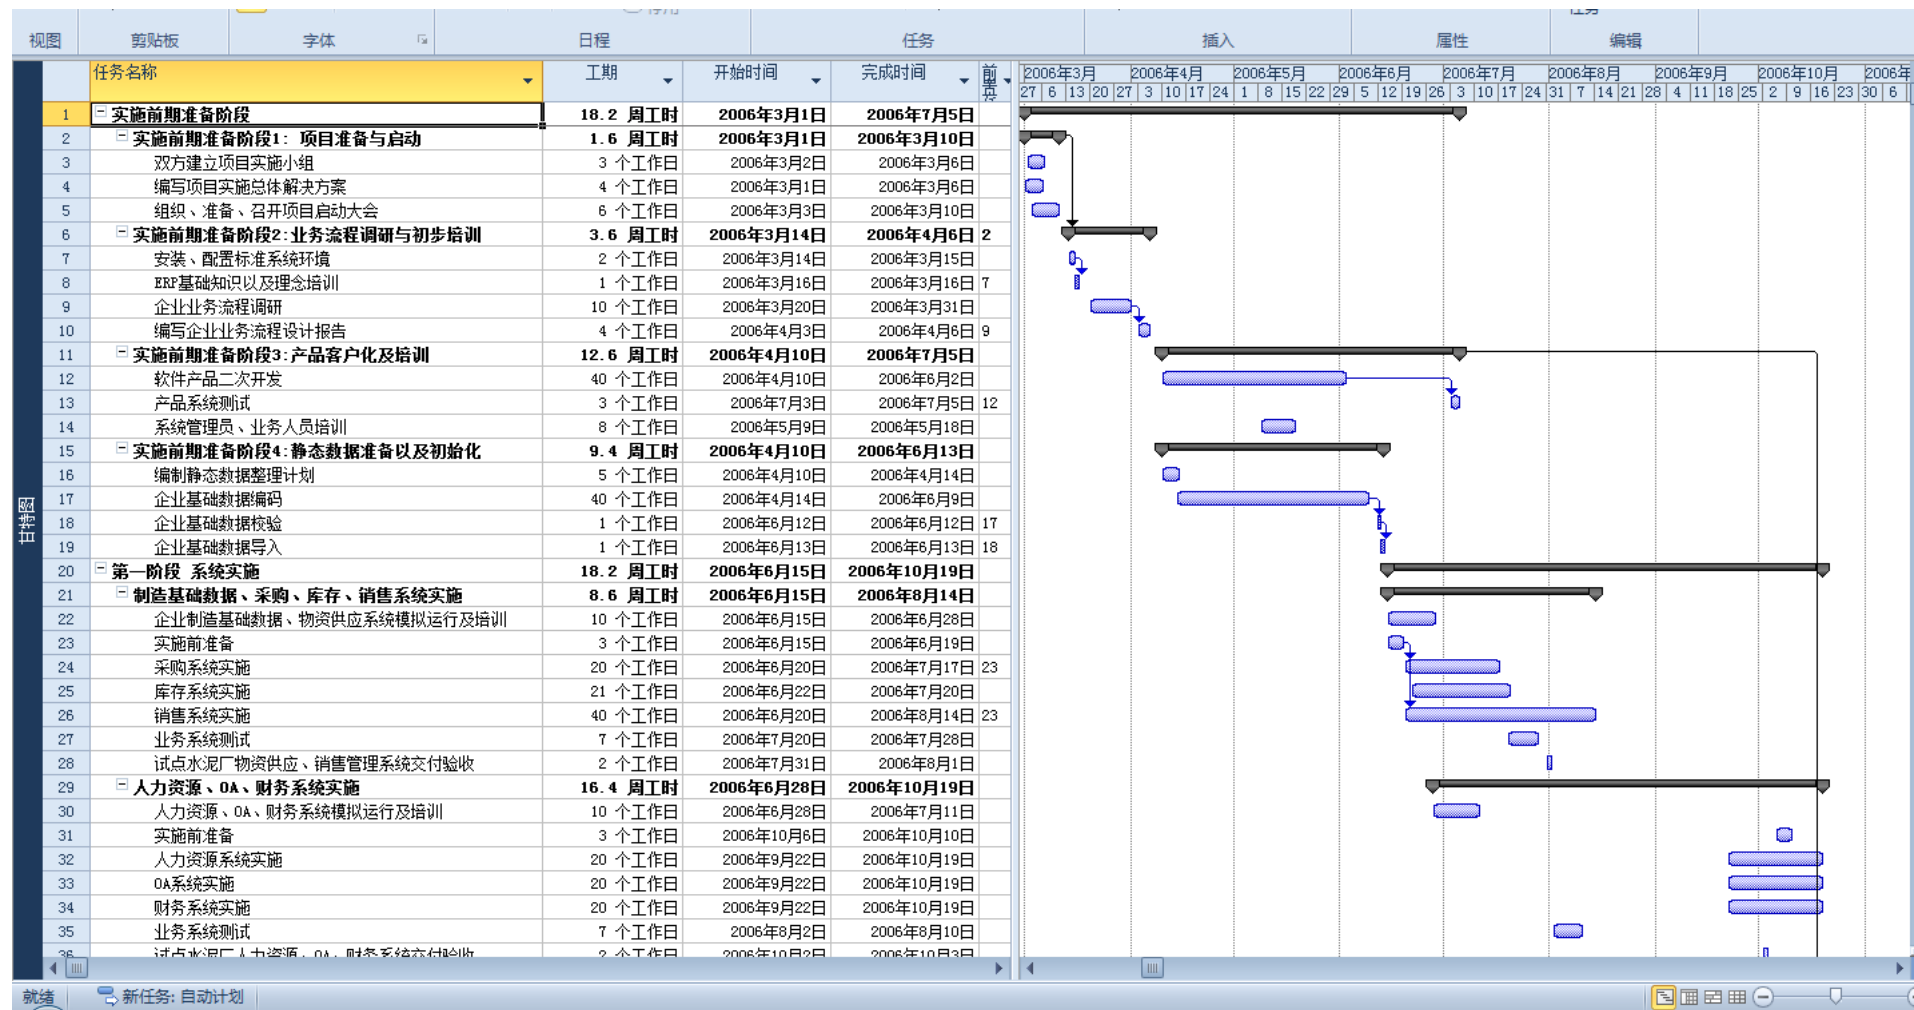 视图 剪贴板 字体 日程 任务 插入 属性 编辑
任务名称 工期 开始时间 完成时间 前置任 2006年3月 2006年4月 2006年5月 2006年6月 2006年7月 2006年8月 2006年9月 2006年10月 2006年
27 6 13 20 27 3 10 17 24 1 8 15 22 29 5 12 19 26 3 10 17 24 31 7 14 21 28 4 11 18 25 2 9 16 23 30 6
1 实施前期准备阶段 18.2 周工时 2006年3月1日 2006年7月5日
2 实施前期准备阶段1: 项目准备与启动 1.6 周工时 2006年3月1日 2006年3月10日
3 双方建立项目实施小组 3 个工作日 2006年3月2日 2006年3月6日
4 编写项目实施总体解决方案 4 个工作日 2006年3月1日 2006年3月6日
5 组织、准备、召开项目启动大会 6 个工作日 2006年3月3日 2006年3月10日
6 实施前期准备阶段2:业务流程调研与初步培训 3.6 周工时 2006年3月14日 2006年4月6日 2
7 安装、配置标准系统环境 2 个工作日 2006年3月14日 2006年3月15日
8 ERP基础知识以及理念培训 1 个工作日 2006年3月16日 2006年3月16日 7
9 企业业务流程调研 10 个工作日 2006年3月20日 2006年3月31日
10 编写企业业务流程设计报告 4 个工作日 2006年4月3日 2006年4月6日 9
11 实施前期准备阶段3:产品客户化及培训 12.6 周工时 2006年4月10日 2006年7月5日
12 软件产品二次开发 40 个工作日 2006年4月10日 2006年6月2日
13 产品系统测试 3 个工作日 2006年7月3日 2006年7月5日 12
14 系统管理员、业务人员培训 8 个工作日 2006年5月9日 2006年5月18日
15 实施前期准备阶段4:静态数据准备以及初始化 9.4 周工时 2006年4月10日 2006年6月13日
16 编制静态数据整理计划 5 个工作日 2006年4月10日 2006年4月14日
17 企业基础数据编码 40 个工作日 2006年4月14日 2006年6月9日
18 企业基础数据校验 1 个工作日 2006年6月12日 2006年6月12日 17
19 企业基础数据导入 1 个工作日 2006年6月13日 2006年6月13日 18
20 第一阶段 系统实施 18.2 周工时 2006年6月15日 2006年10月19日
21 制造基础数据、采购、库存、销售系统实施 8.6 周工时 2006年6月15日 2006年8月14日
22 企业制造基础数据、物资供应系统模拟运行及培训 10 个工作日 2006年6月15日 2006年6月28日
23 实施前准备 3 个工作日 2006年6月15日 2006年6月19日
24 采购系统实施 20 个工作日 2006年6月20日 2006年7月17日 23
25 库存系统实施 21 个工作日 2006年6月22日 2006年7月20日
26 销售系统实施 40 个工作日 2006年6月20日 2006年8月14日 23
27 业务系统测试 7 个工作日 2006年7月20日 2006年7月28日
28 试点水泥厂物资供应、销售管理系统交付验收 2 个工作日 2006年7月31日 2006年8月1日
29 人力资源、OA、财务系统实施 16.4 周工时 2006年6月28日 2006年10月19日
30 人力资源、OA、财务系统模拟运行及培训 10 个工作日 2006年6月28日 2006年7月11日
31 实施前准备 3 个工作日 2006年10月6日 2006年10月10日
32 人力资源系统实施 20 个工作日 2006年9月22日 2006年10月19日
33 OA系统实施 20 个工作日 2006年9月22日 2006年10月19日
34 财务系统实施 20 个工作日 2006年9月22日 2006年10月19日
35 业务系统测试 7 个工作日 2006年8月2日 2006年8月10日
36 试点水泥厂人力资源、OA、财务系统交付验收 2 个工作日 2006年10月2日 2006年10月3日
甘特图
就绪 新任务: 自动计划